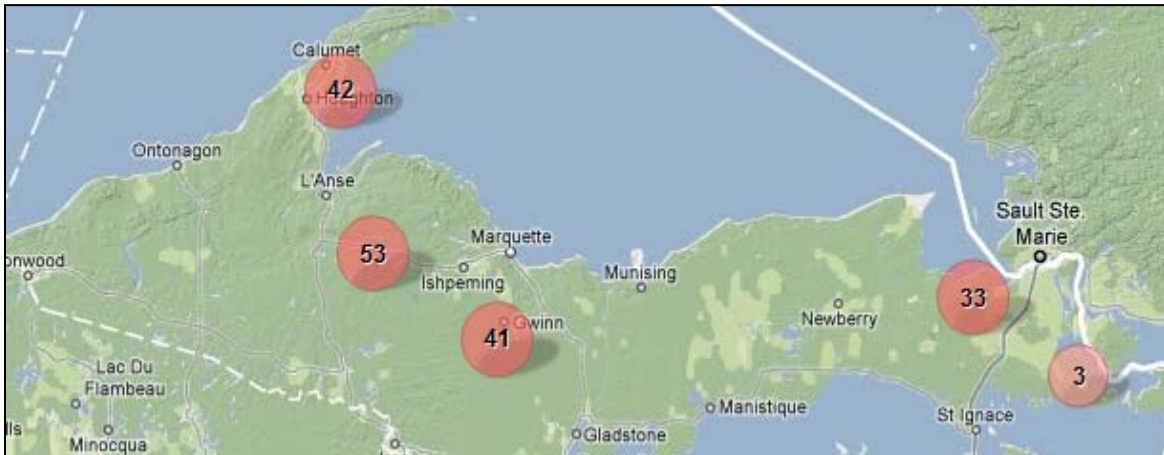 Calumet
42
Houghton
Ontonagon
L'Anse
Sault Ste.
Marie
Marquette
53
onwood
Ishpeming
Munising
33
Newberry
Gwinn
41
Lac Du
Flambeau
3
Manistique
St Ignace
lls
Minocqua
Gladstone